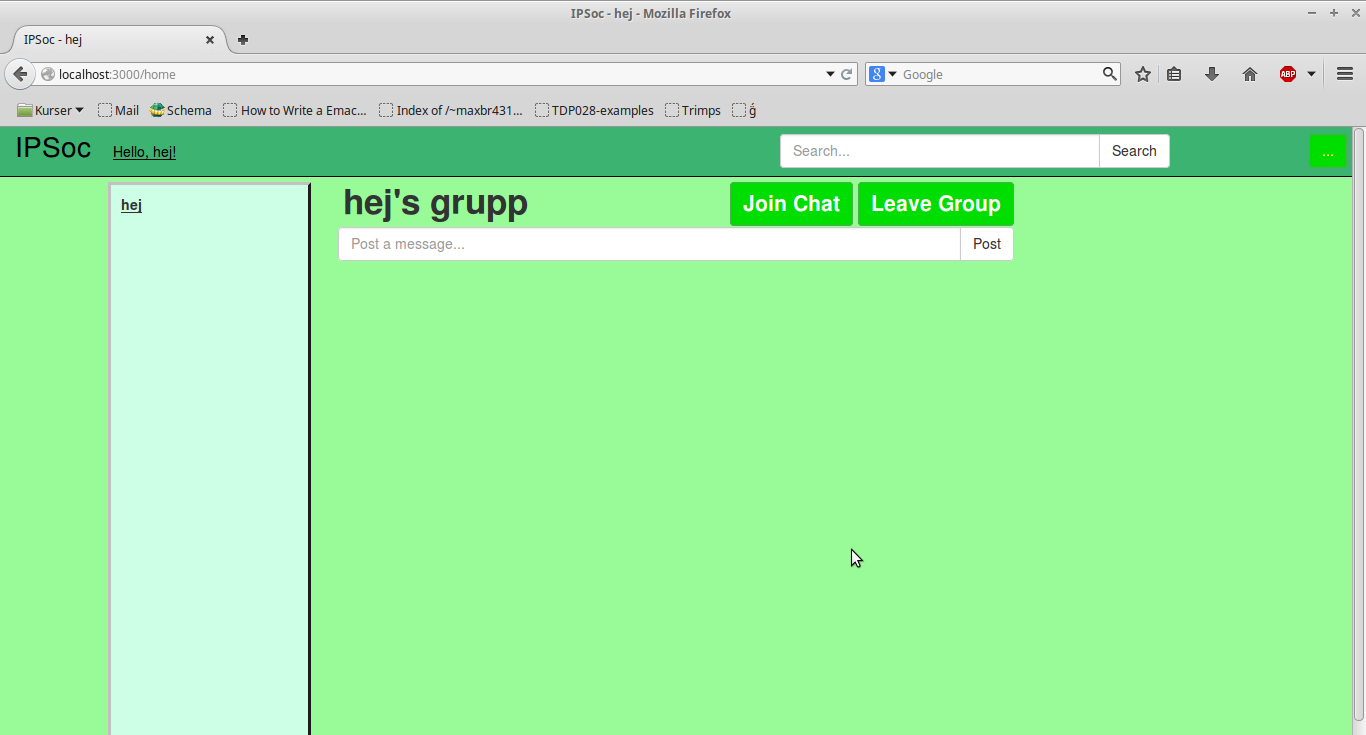 IPSoc - hej - Mozilla Firefox
IPSoc - hej
localhost:3000/home
8 Google
ABP
Kurser Mail Schema How to Write a Emac... Index of /~maxbr431... TDP028-examples Trimps ģ
IPSoc Hello, hej! Search... Search ...
hej
hej's grupp Join Chat Leave Group
Post a message... Post